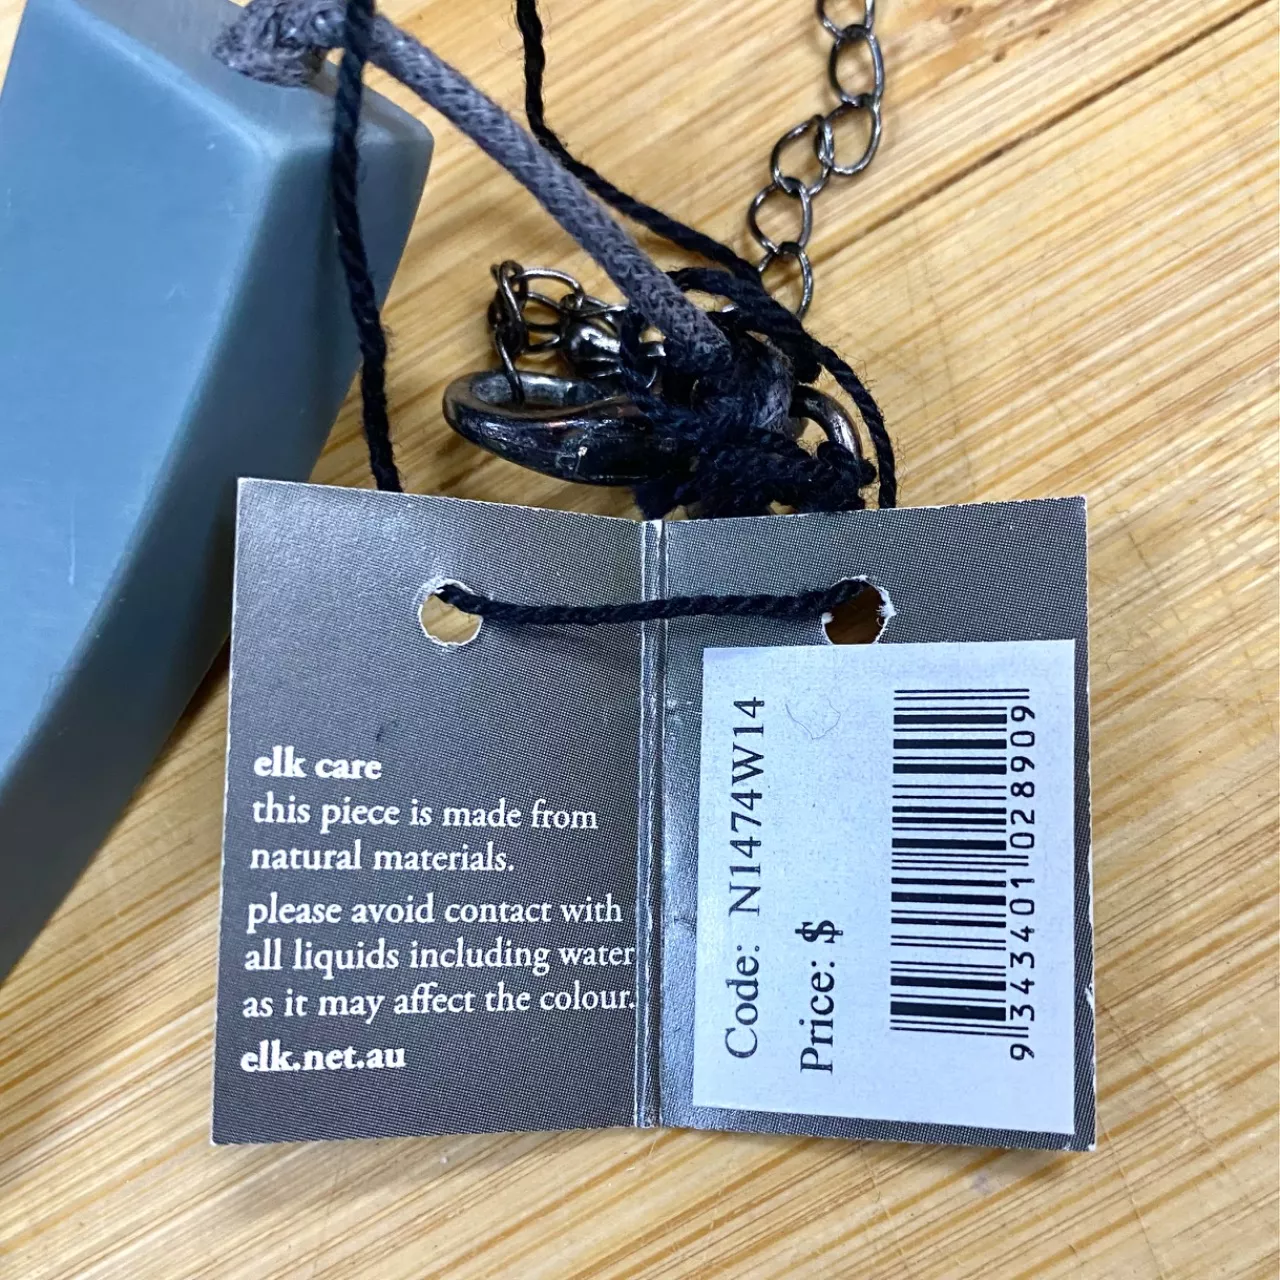 elk care
this piece is made from
natural materials.
please avoid contact with
all liquids including water
as it may affect the colour.
elk.net.au
Code: N1474W14
Price: $
9 343401 028909